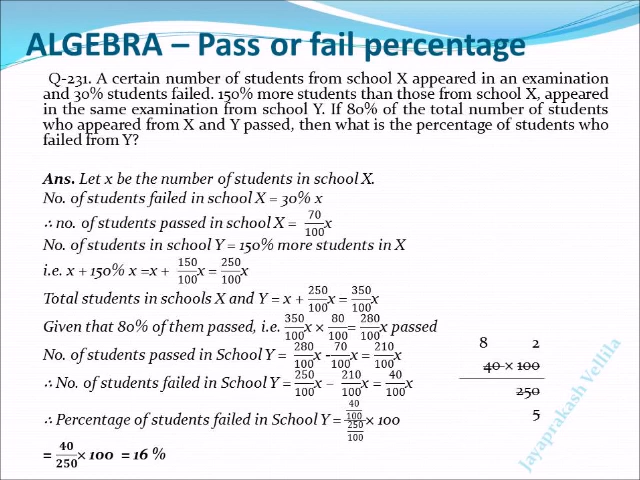 ALGEBRA – Pass or fail percentage
Q-231. A certain number of students from school X appeared in an examination
and 30% students failed. 150% more students than those from school X, appeared
in the same examination from school Y. If 80% of the total number of students
who appeared from X and Y passed, then what is the percentage of students who
failed from Y?
Ans. Let x be the number of students in school X.
No. of students failed in school X = 30% x
∴ no. of students passed in school X = 70/100 x
No. of students in school Y = 150% more students in X
i.e. x + 150% x =x + 150/100 x = 250/100 x
Total students in schools X and Y = x + 250/100 x = 350/100 x
Given that 80% of them passed, i.e. 350/100 x × 80/100 = 280/100 x passed
No. of students passed in School Y = 280/100 x - 70/100 x = 210/100 x
∴ No. of students failed in School Y = 250/100 x – 210/100 x = 40/100 x
∴ Percentage of students failed in School Y = (40/100)/(250/100) × 100
= 40/250 × 100 = 16 %
8 2
40 × 100
250
5
Jayaprakash Vellila